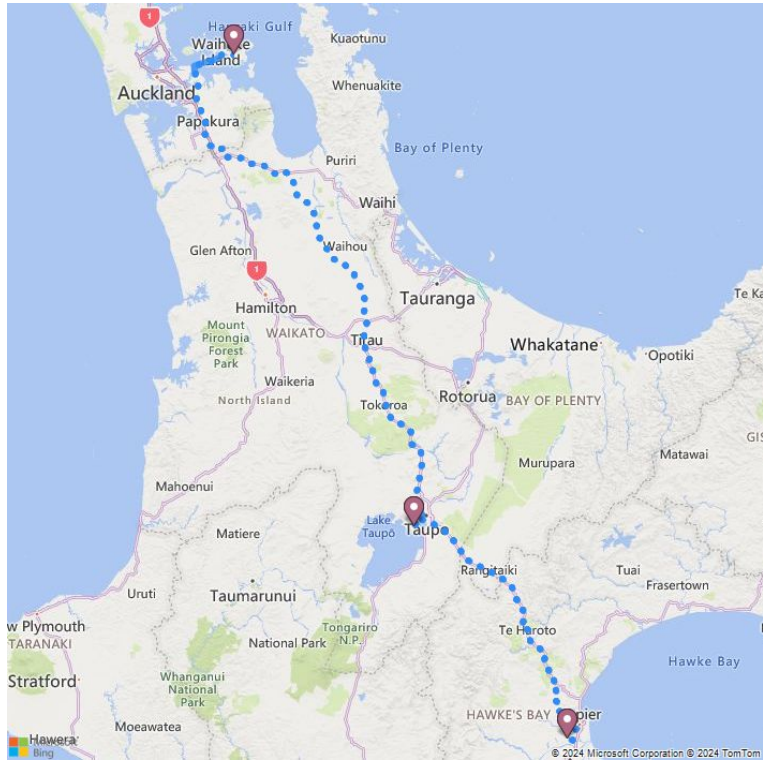 1
Hauraki Gulf
Kuaotunu
Waiheke
Island
Auckland
Whenuakite
Papakura
Bay of Plenty
Puriri
Waihi
Glen Afton
Waihou
1
Tauranga
Te Ka
Hamilton
MOUNT
PIRONGIA
FOREST
PARK
WAIKATO
Tirau
Whakatane
Opotiki
Waikeria
North Island
Tokoroa
Rotorua
BAY OF PLENTY
GIS
Murupara
Matawai
Mahoenui
Matiere
Lake
Taupō
Taupo
Uruti
Taumarunui
Rangitaiki
Tuai
Frasertown
w Plymouth
TARANAKI
National Park
Tongariro
N.P.
Te Haroto
Stratford
Whanganui
National
Park
Hawke Bay
Moeawatea
HAWKE'S BAY
pier
Hawera
Microsoft
Bing
© 2024 Microsoft Corporation © 2024 TomTom